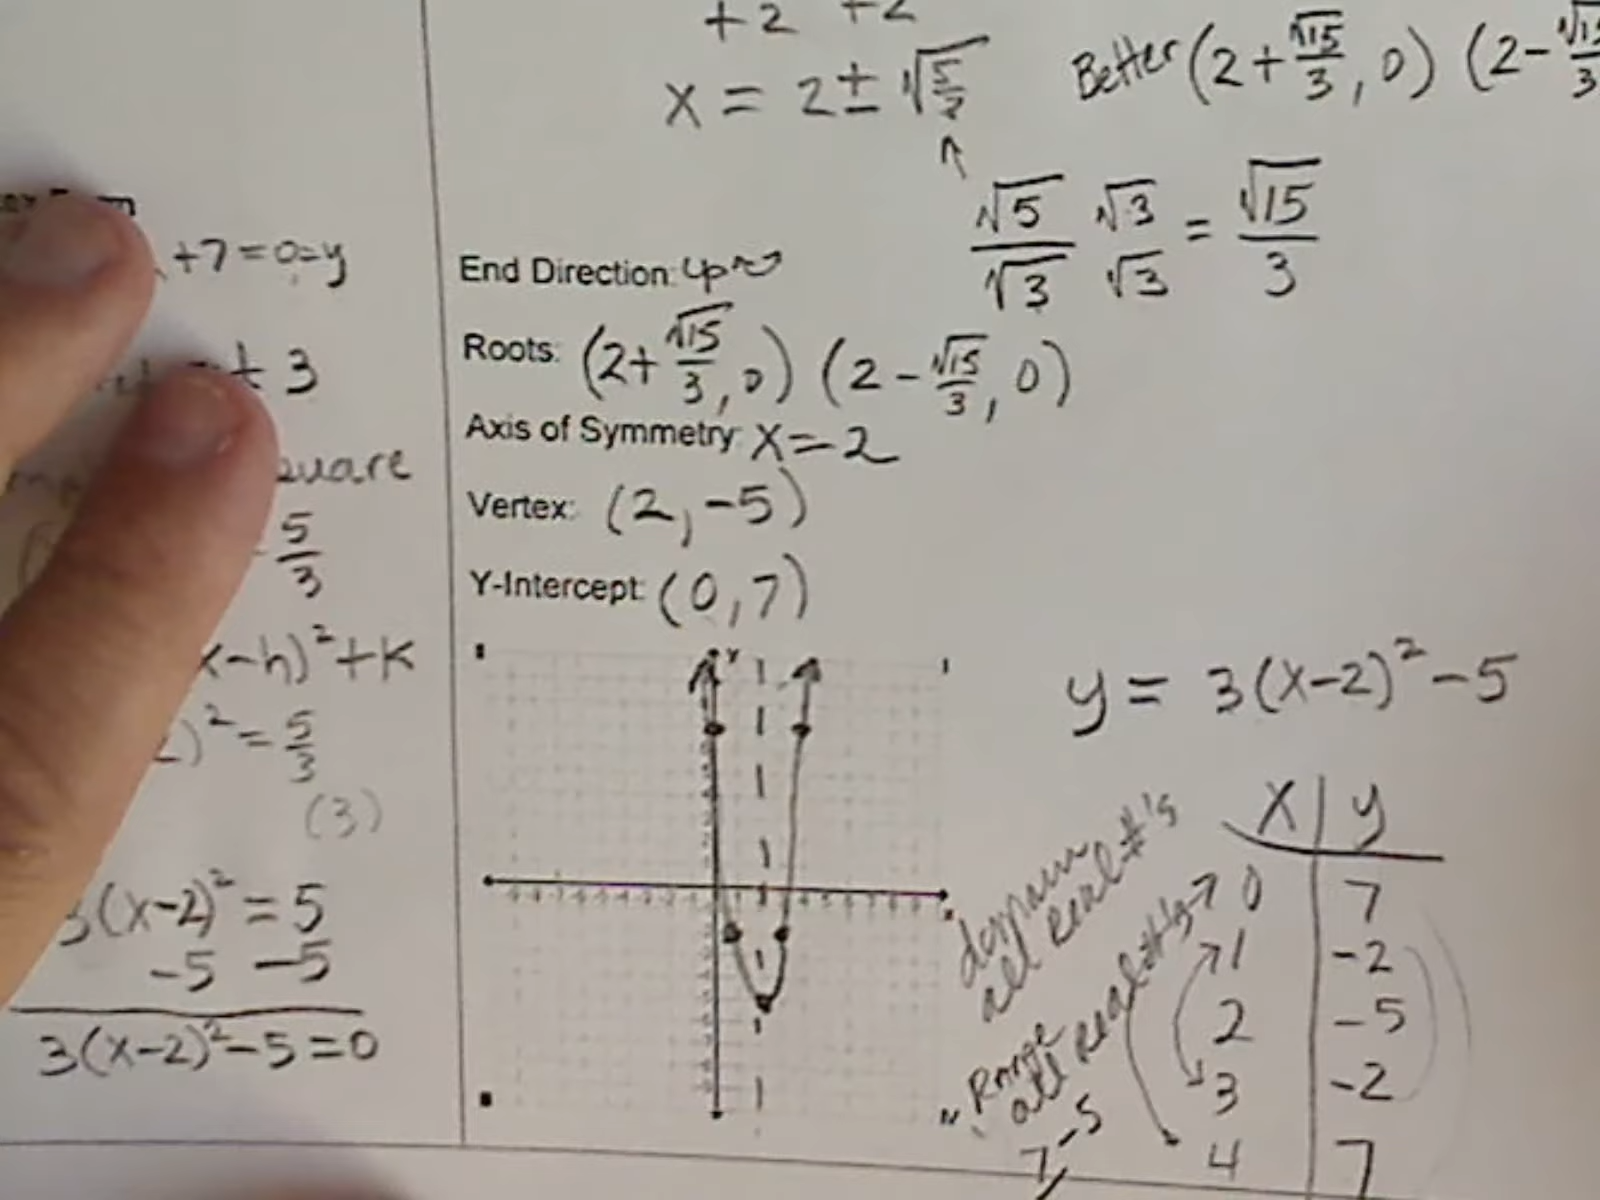 +2 +2
x = 2 ± √5/3
Better (2+√15/3, 0) (2-√15/3
√5/√3 √3/√3 = √15/3
+7=0=y
+ 3
square
5/3
x-h)²+k
)²=5/3
(3)
3(x-2)² = 5
-5 -5
3(x-2)²-5=0
End Direction: up
Roots: (2+√15/3, 0) (2-√15/3, 0)
Axis of Symmetry: x=2
Vertex: (2,-5)
Y-Intercept: (0,7)
y
y = 3(x-2)²-5
x | y
0 | 7
1 | -2
2 | -5
3 | -2
4 | 7
domain
all real #'s
Range
all real #'s
-5